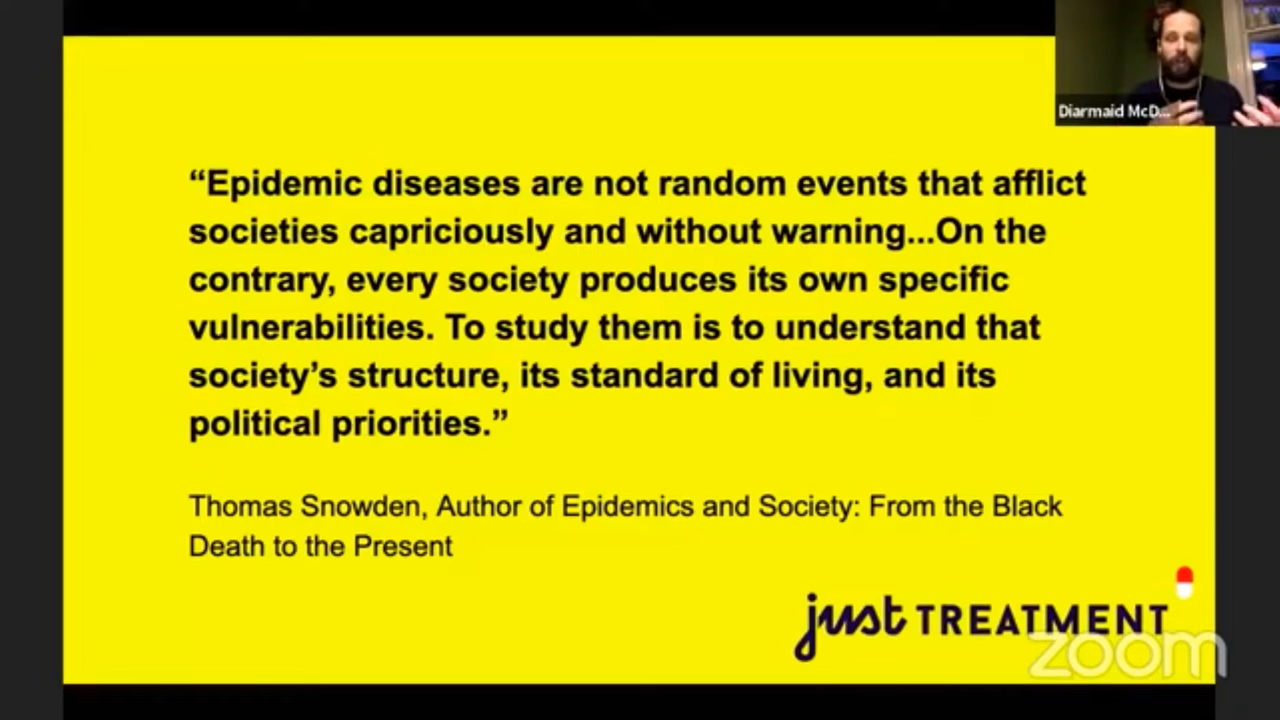 Diarmaid McD...
“Epidemic diseases are not random events that afflict
societies capriciously and without warning...On the
contrary, every society produces its own specific
vulnerabilities. To study them is to understand that
society’s structure, its standard of living, and its
political priorities.”
Thomas Snowden, Author of Epidemics and Society: From the Black
Death to the Present
just TREATMENT
zoom